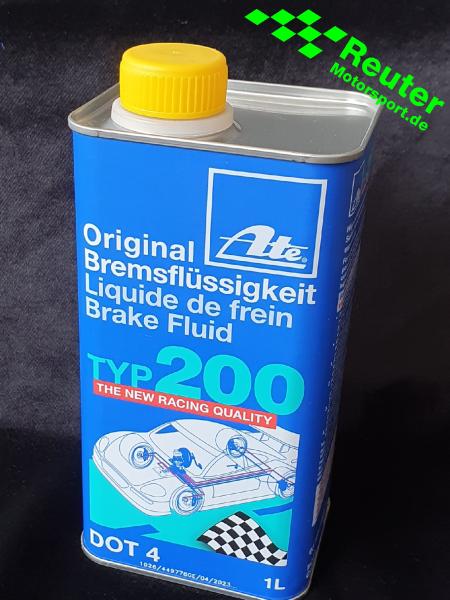 Reuter
Motorsport.de
Ate®
Original
Bremsflüssigkeit
Liquide de frein
Brake Fluid
TYP 200
THE NEW RACING QUALITY
DOT 4
1L